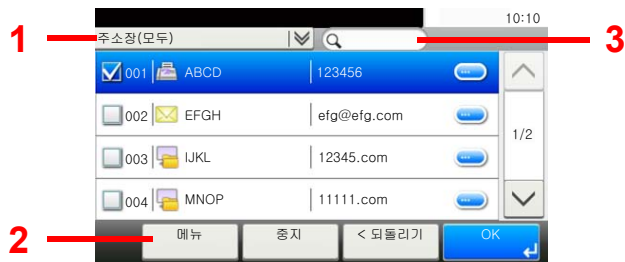 10:10
1 주소장(모두) 3
001 ABCD 123456
002 EFGH efg@efg.com
1/2
003 IJKL 12345.com
004 MNOP 11111.com
2 메뉴 중지 < 되돌리기 OK